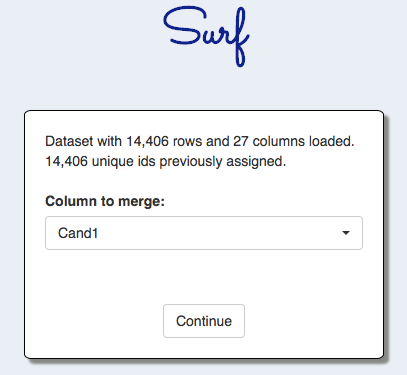 Surf
Dataset with 14,406 rows and 27 columns loaded.
14,406 unique ids previously assigned.
Column to merge:
Cand1
Continue